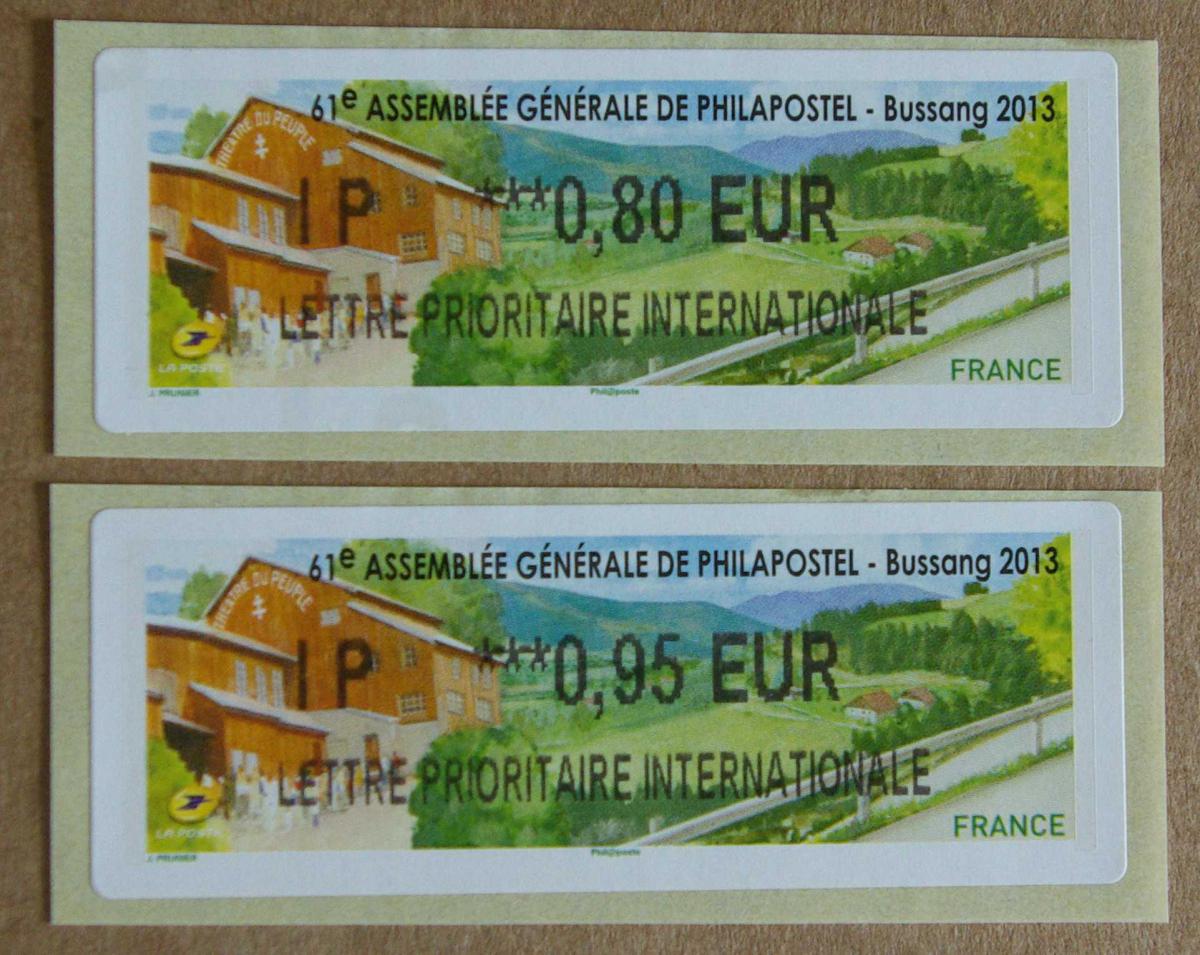 61e ASSEMBLÉE GÉNÉRALE DE PHILAPOSTEL - Bussang 2013
THEATRE DU PEUPLE
IP ***0,80 EUR
LETTRE PRIORITAIRE INTERNATIONALE
LA POSTE
FRANCE
J. PRUNIER
Phil@poste
61e ASSEMBLÉE GÉNÉRALE DE PHILAPOSTEL - Bussang 2013
THEATRE DU PEUPLE
IP ***0,95 EUR
LETTRE PRIORITAIRE INTERNATIONALE
LA POSTE
FRANCE
J. PRUNIER
Phil@poste